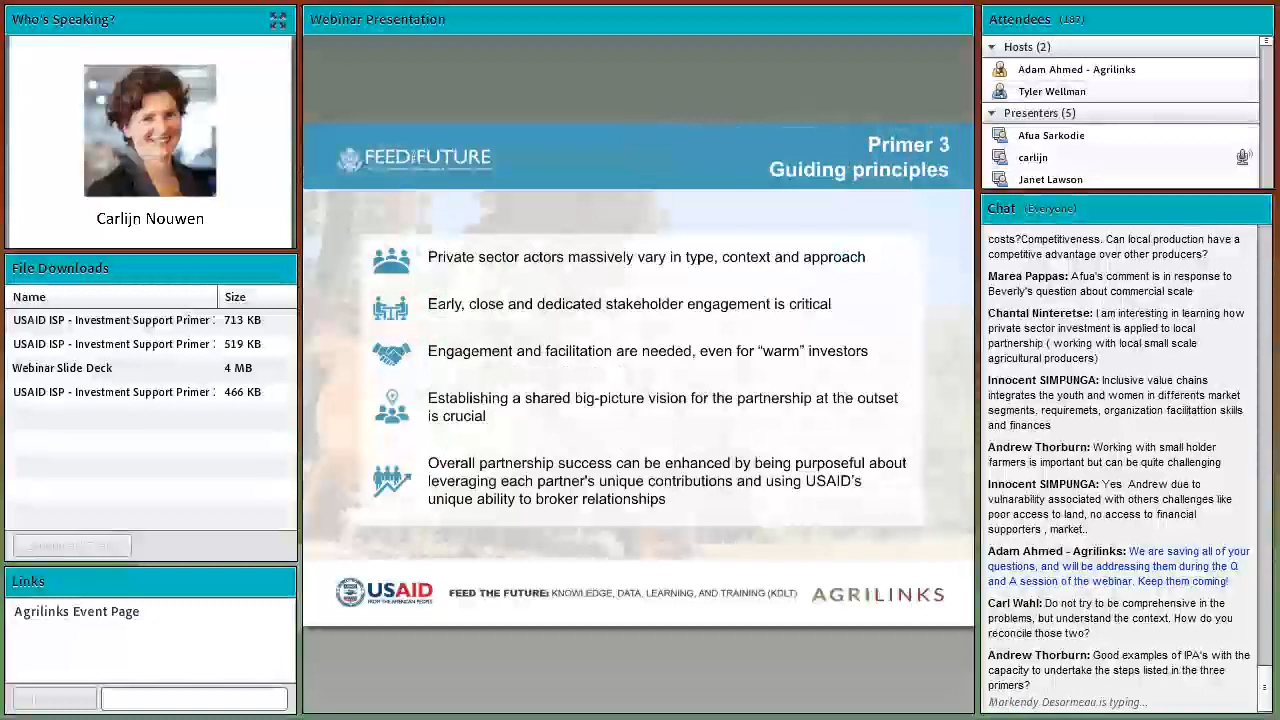 Who's Speaking?
Carlijn Nouwen
File Downloads
Name
Size
USAID ISP - Investment Support Primer
713 KB
USAID ISP - Investment Support Primer
519 KB
Webinar Slide Deck
4 MB
USAID ISP - Investment Support Primer
466 KB
Links
Agrilinks Event Page
Webinar Presentation
FEED THE FUTURE
Primer 3
Guiding principles
Private sector actors massively vary in type, context and approach
Early, close and dedicated stakeholder engagement is critical
Engagement and facilitation are needed, even for “warm” investors
Establishing a shared big-picture vision for the partnership at the outset
is crucial
Overall partnership success can be enhanced by being purposeful about
leveraging each partner's unique contributions and using USAID’s
unique ability to broker relationships
USAID
FROM THE AMERICAN PEOPLE
FEED THE FUTURE: KNOWLEDGE, DATA, LEARNING, AND TRAINING (KDLT)
AGRILINKS
Attendees (187)
Hosts (2)
Adam Ahmed - Agrilinks
Tyler Wellman
Presenters (5)
Afua Sarkodie
carlijn
Janet Lawson
Chat (Everyone)
costs?Competitiveness. Can local production have a
competitive advantage over other producers?
Marea Pappas: Afua's comment is in response to
Beverly's question about commercial scale
Chantal Ninteretse: I am interesting in learning how
private sector investment is applied to local
partnership ( working with local small scale
agricultural producers)
Innocent SIMPUNGA: Inclusive value chains
integrates the youth and women in differents market
segments, requiremets, organization facilitattion skills
and finances
Andrew Thorburn: Working with small holder
farmers is important but can be quite challenging
Innocent SIMPUNGA: Yes Andrew due to
vulnarability associated with others challenges like
poor access to land, no access to financial
supporters , market..
Adam Ahmed - Agrilinks: We are saving all of your
questions, and will be addressing them during the Q
and A session of the webinar. Keep them coming!
Carl Wahl: Do not try to be comprehensive in the
problems, but understand the context. How do you
reconcile those two?
Andrew Thorburn: Good examples of IPA's with the
capacity to undertake the steps listed in the three
primers?
Markendy Desormeau is typing...